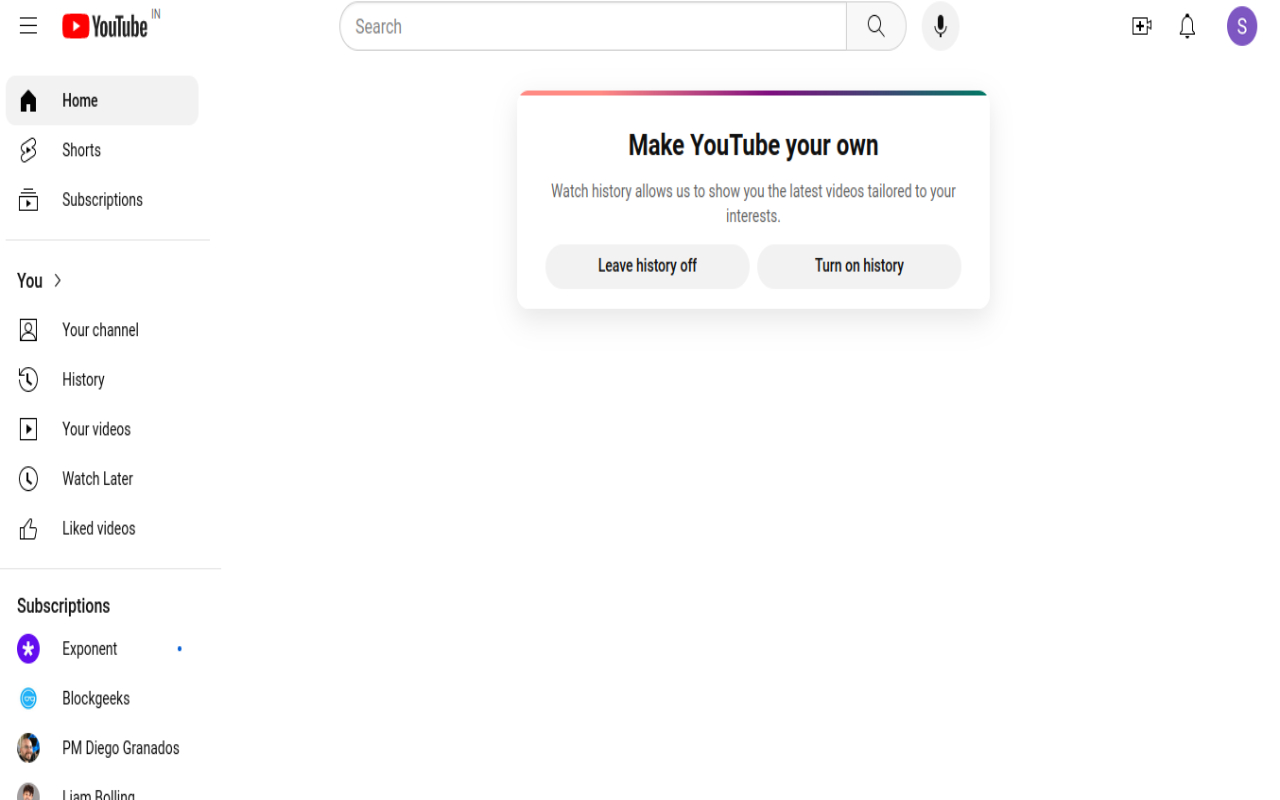 YouTube IN
Search
S
Home
Shorts
Subscriptions
You
Your channel
History
Your videos
Watch Later
Liked videos
Subscriptions
Exponent
Blockgeeks
PM Diego Granados
Liam Bolling
Make YouTube your own
Watch history allows us to show you the latest videos tailored to your
interests.
Leave history off
Turn on history